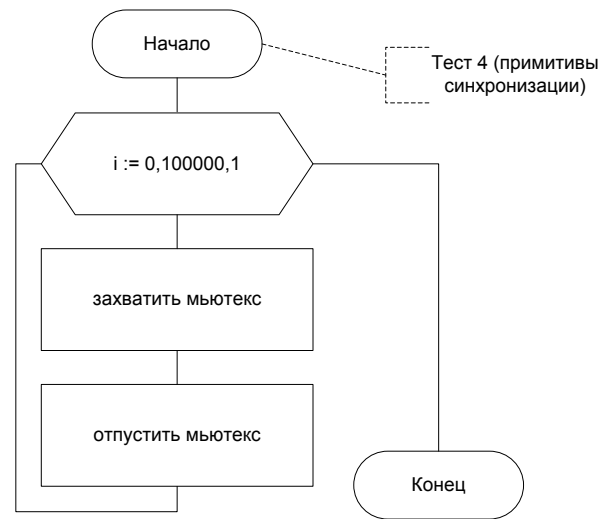 Начало
Тест 4 (примитивы
синхронизации)
i := 0,100000,1
захватить мьютекс
отпустить мьютекс
Конец